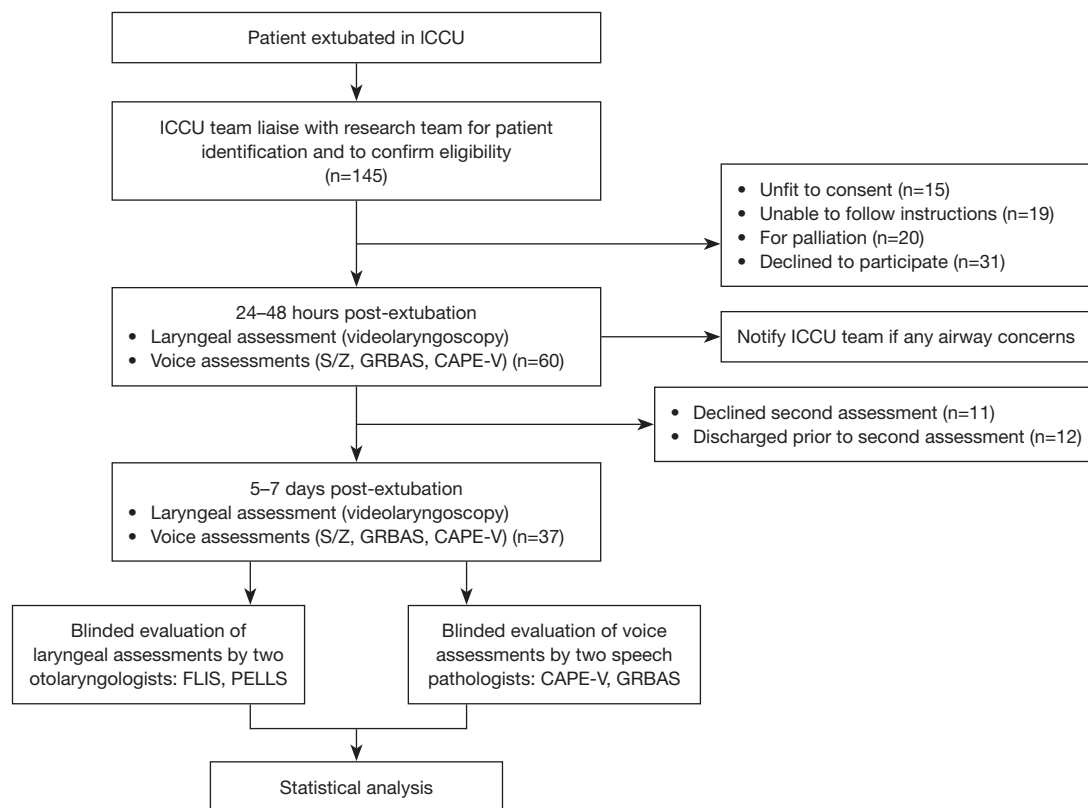 Patient extubated in ICCU
ICCU team liaise with research team for patient
identification and to confirm eligibility
(n=145)
• Unfit to consent (n=15)
• Unable to follow instructions (n=19)
• For palliation (n=20)
• Declined to participate (n=31)
24–48 hours post-extubation
• Laryngeal assessment (videolaryngoscopy)
• Voice assessments (S/Z, GRBAS, CAPE-V) (n=60)
Notify ICCU team if any airway concerns
• Declined second assessment (n=11)
• Discharged prior to second assessment (n=12)
5–7 days post-extubation
• Laryngeal assessment (videolaryngoscopy)
• Voice assessments (S/Z, GRBAS, CAPE-V) (n=37)
Blinded evaluation of
laryngeal assessments by two
otolaryngologists: FLIS, PELLS
Blinded evaluation of voice
assessments by two speech
pathologists: CAPE-V, GRBAS
Statistical analysis